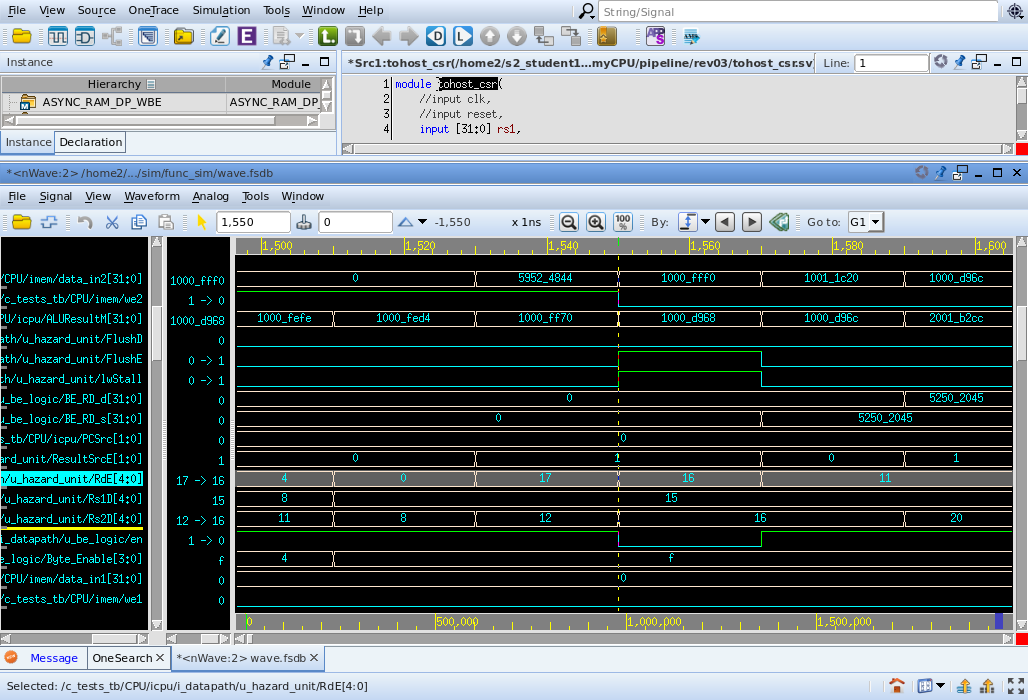 File View Source OneTrace Simulation Tools Window Help
String/Signal
Instance
*Src1:tohost_csr(/home2/s2_student1...myCPU/pipeline/rev03/tohost_csr.sv
Line: 1
Hierarchy Module
ASYNC_RAM_DP_WBE ASYNC_RAM_DP_
Instance Declaration
1 module tohost_csr(
2 //input clk,
3 //input reset,
4 input [31:0] rs1,
*<nWave:2> /home2/.../sim/func_sim/wave.fsdb
File Signal View Waveform Analog Tools Window
1,550 0 -1,550 x 1ns 100 % By: Go to: G1
1,500 1,520 1,540 1,560 1,580 1,600
/CPU/imem/data_in2[31:0] 1000_fff0 0 5952_4844 1000_fff0 1001_1c20 1000_d96c
/c_tests_tb/CPU/imem/we2 1 -> 0
PU/icpu/ALUResultM[31:0] 1000_d968 1000_fefe 1000_fed4 1000_ff70 1000_d968 1000_d96c 2001_b2cc
ath/u_hazard_unit/FlushD 0
ath/u_hazard_unit/FlushE 0 -> 1
h/u_hazard_unit/lwStall 0 -> 1
u_be_logic/BE_RD_d[31:0] 0 0 5250_2045
u_be_logic/BE_RD_s[31:0] 0 0 5250_2045
s_tb/CPU/icpu/PCSrc[1:0] 0 0
ard_unit/ResultSrcE[1:0] 1 0 1 0 1
h/u_hazard_unit/RdE[4:0] 17 -> 16 4 0 17 16 11
/u_hazard_unit/Rs1D[4:0] 15 8 15
/u_hazard_unit/Rs2D[4:0] 12 -> 16 11 8 12 16 20
i_datapath/u_be_logic/en 1 -> 0
e_logic/Byte_Enable[3:0] f 4 f
/CPU/imem/data_in1[31:0] 0 0
/c_tests_tb/CPU/imem/we1 0
0 500,000 1,000,000 1,500,000
Message OneSearch *<nWave:2> wave.fsdb
Selected: /c_tests_tb/CPU/icpu/i_datapath/u_hazard_unit/RdE[4:0]